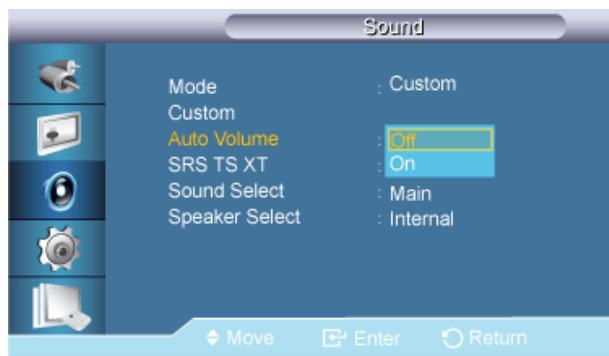 Sound
Mode : Custom
Custom
Auto Volume : Off
SRS TS XT : On
Sound Select : Main
Speaker Select : Internal
Move Enter Return